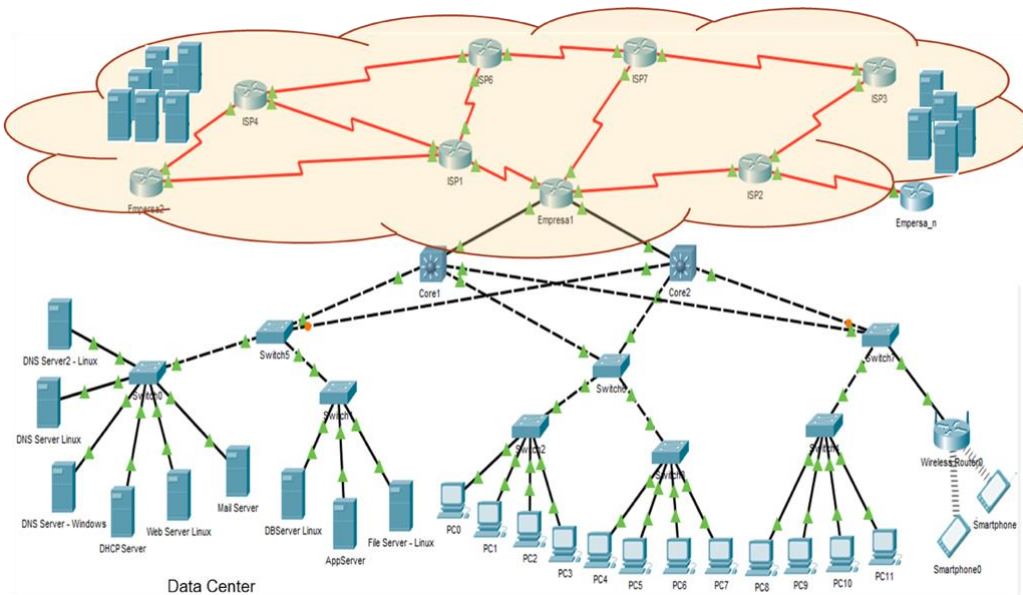 ISP6
ISP7
ISP3
ISP4
ISP1
ISP2
Empersa2
Empresa1
Empersa_n
Core1
Core2
DNS Server2 - Linux
Switch5
Switch7
Switch0
DNS Server Linux
Switch2
Wireless Router0
DNS Server - Windows
DHCP Server
Web Server Linux
Mail Server
DBServer Linux
AppServer
File Server - Linux
PC0
PC1
PC2
PC3
PC4
PC5
PC6
PC7
PC8
PC9
PC10
PC11
Smartphone
Smartphone0
Data Center